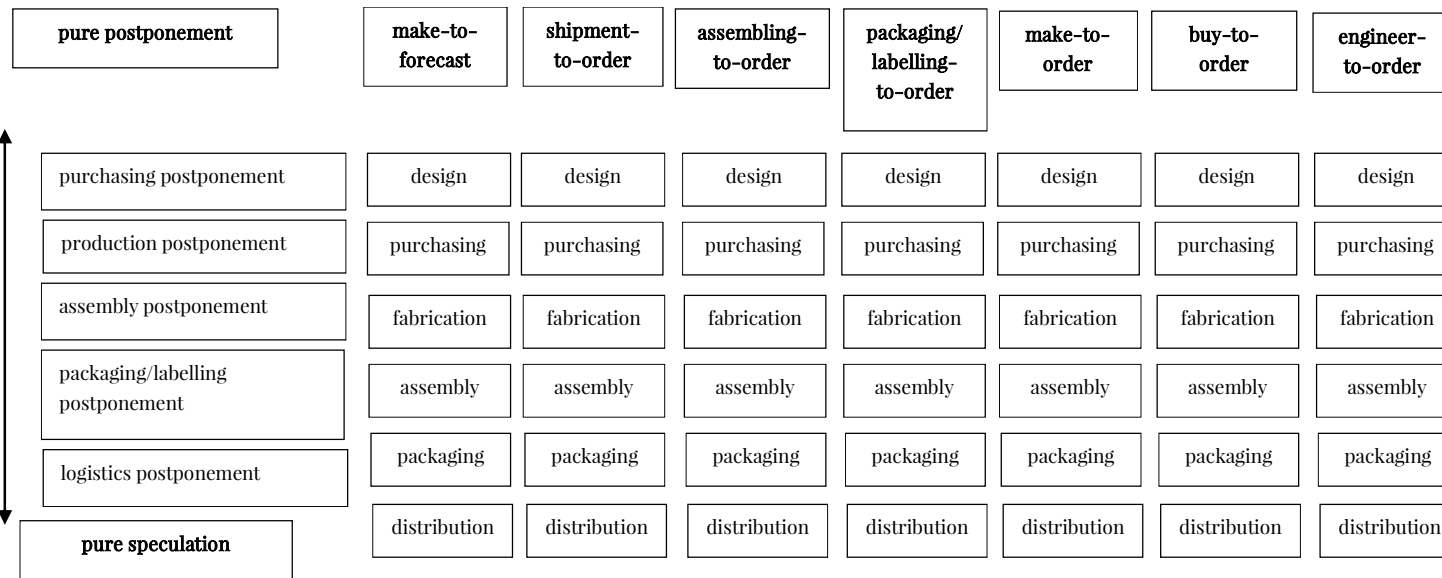 pure postponement
make-to-
forecast
shipment-
to-order
assembling-
to-order
packaging/
labelling-
to-order
make-to-
order
buy-to-
order
engineer-
to-order
purchasing postponement
design
design
design
design
design
design
design
production postponement
purchasing
purchasing
purchasing
purchasing
purchasing
purchasing
purchasing
assembly postponement
fabrication
fabrication
fabrication
fabrication
fabrication
fabrication
fabrication
packaging/labelling
postponement
assembly
assembly
assembly
assembly
assembly
assembly
assembly
logistics postponement
packaging
packaging
packaging
packaging
packaging
packaging
packaging
pure speculation
distribution
distribution
distribution
distribution
distribution
distribution
distribution